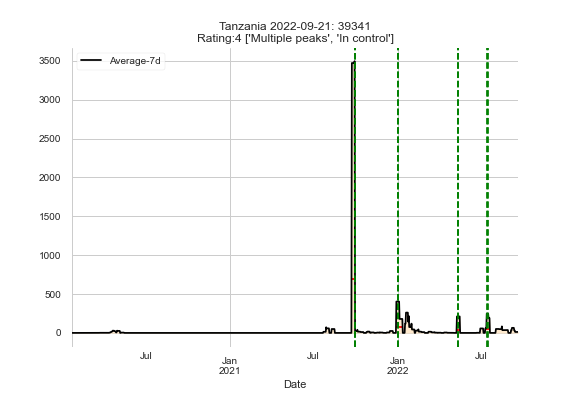 Tanzania 2022-09-21: 39341
Rating:4 ['Multiple peaks', 'In control']
Average-7d
3500
3000
2500
2000
1500
1000
500
0
Jul
Jan
2021
Jul
Jan
2022
Jul
Date